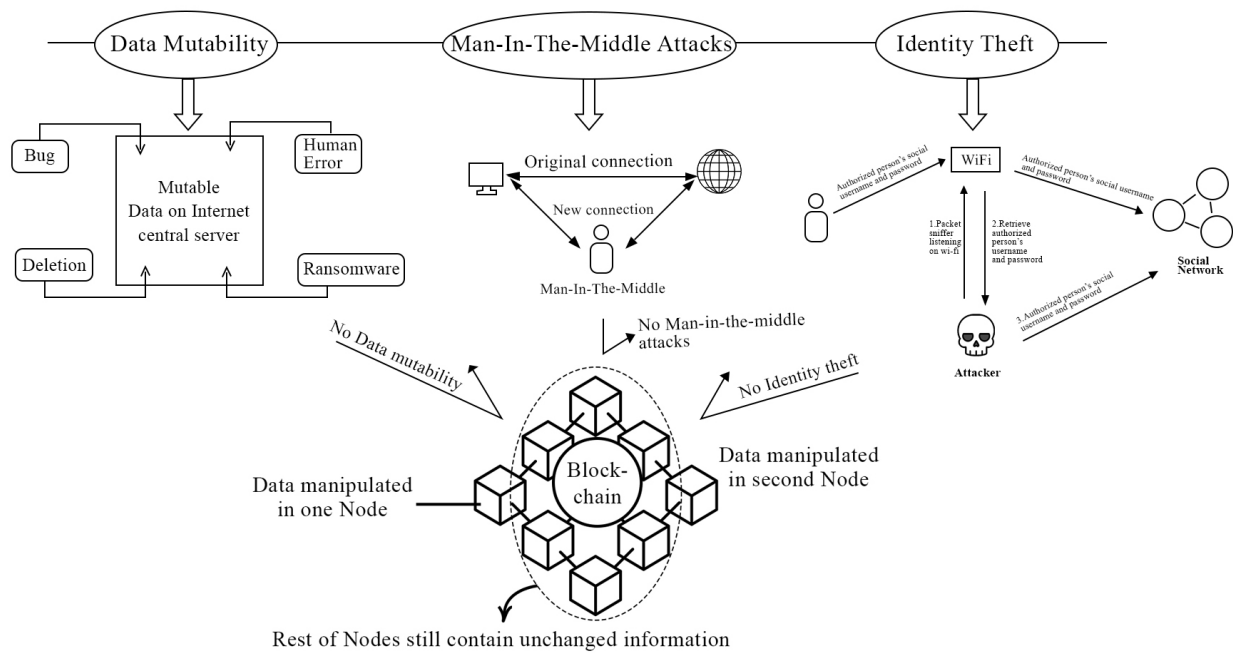 Data Mutability
Man-In-The-Middle Attacks
Identity Theft
Bug
Human
Error
Mutable
Data on Internet
central server
Deletion
Ransomware
Original connection
New connection
Man-In-The-Middle
Authorized person's social
username and password
WiFi
Authorized person's social username
and password
1.Packet
sniffer
listening
on wi-fi
2.Retrieve
authorized
person's
username
and password
Social
Network
3.Authorized person's social
username and password
Attacker
No Data mutability
No Man-in-the-middle
attacks
No Identity theft
Block-
chain
Data manipulated
in one Node
Data manipulated
in second Node
Rest of Nodes still contain unchanged information